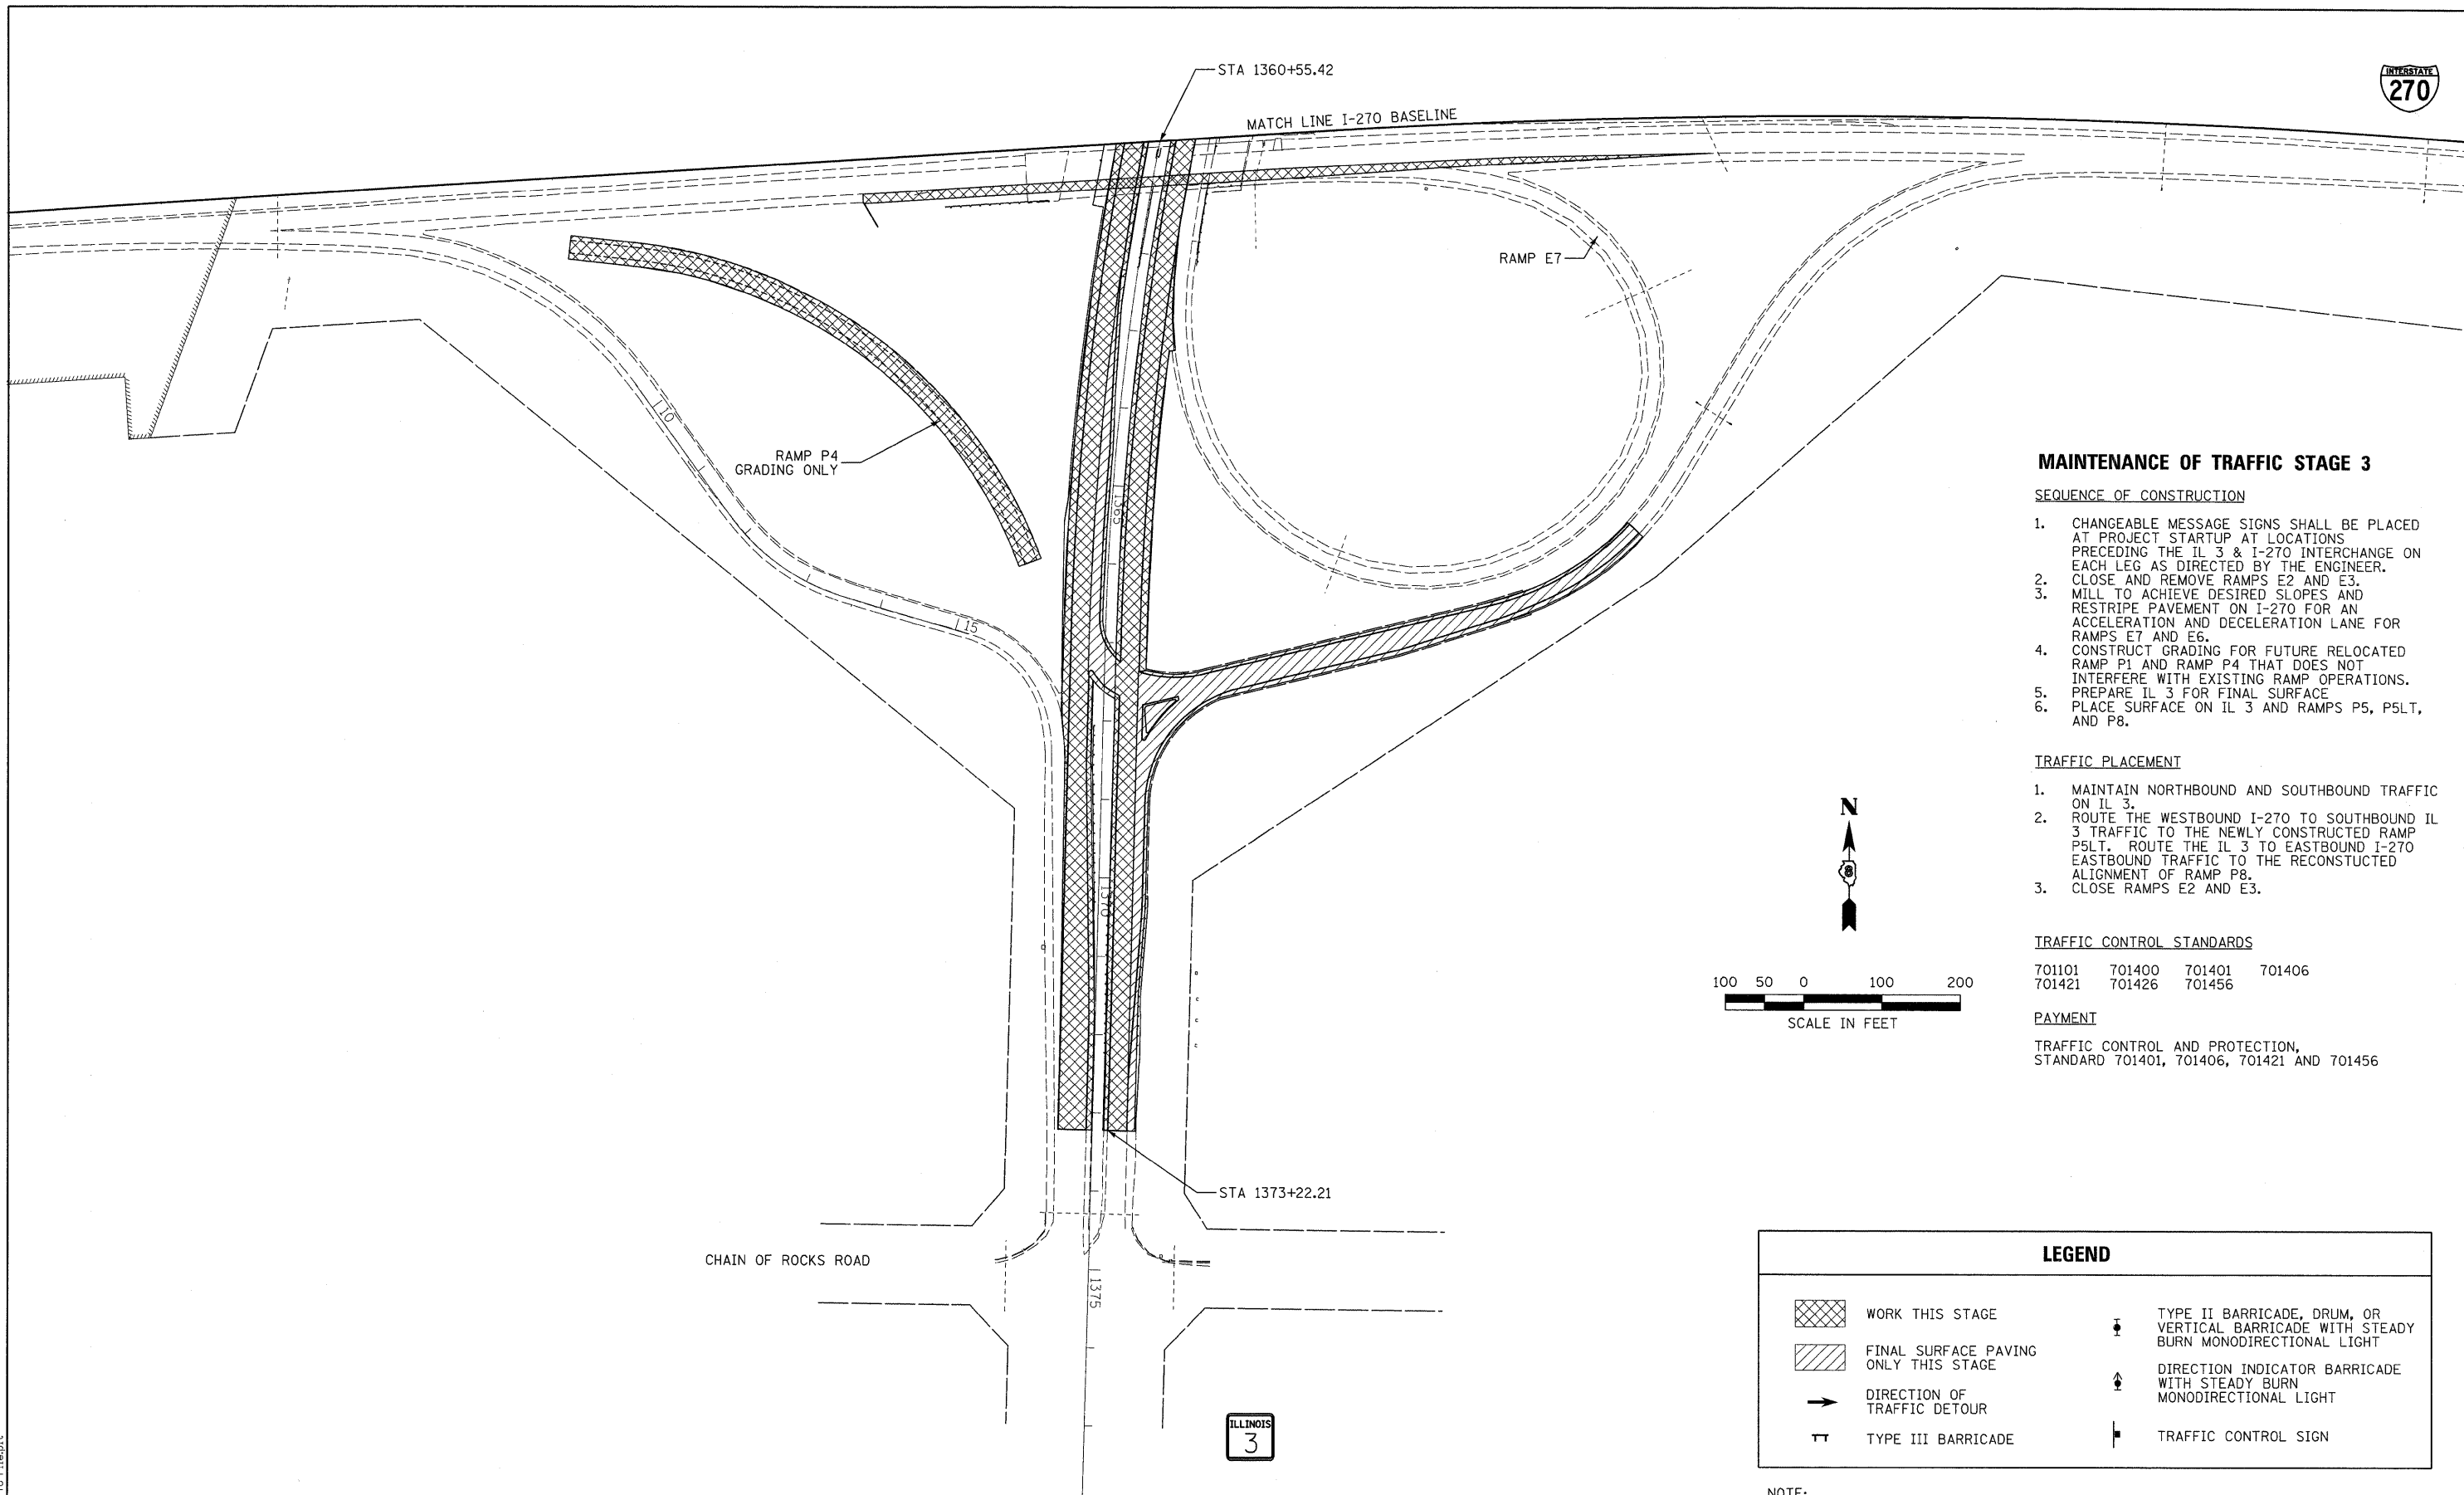 STA 1360+55.42
INTERSTATE
270
MATCH LINE I-270 BASELINE
RAMP E7
10
RAMP P4
GRADING ONLY
1365
15
1370
STA 1373+22.21
CHAIN OF ROCKS ROAD
1375
ILLINOIS
3
MAINTENANCE OF TRAFFIC STAGE 3
SEQUENCE OF CONSTRUCTION
1. CHANGEABLE MESSAGE SIGNS SHALL BE PLACED
AT PROJECT STARTUP AT LOCATIONS
PRECEDING THE IL 3 & I-270 INTERCHANGE ON
EACH LEG AS DIRECTED BY THE ENGINEER.
2. CLOSE AND REMOVE RAMPS E2 AND E3.
3. MILL TO ACHIEVE DESIRED SLOPES AND
RESTRIPE PAVEMENT ON I-270 FOR AN
ACCELERATION AND DECELERATION LANE FOR
RAMPS E7 AND E6.
4. CONSTRUCT GRADING FOR FUTURE RELOCATED
RAMP P1 AND RAMP P4 THAT DOES NOT
INTERFERE WITH EXISTING RAMP OPERATIONS.
5. PREPARE IL 3 FOR FINAL SURFACE
6. PLACE SURFACE ON IL 3 AND RAMPS P5, P5LT,
AND P8.
TRAFFIC PLACEMENT
1. MAINTAIN NORTHBOUND AND SOUTHBOUND TRAFFIC
ON IL 3.
2. ROUTE THE WESTBOUND I-270 TO SOUTHBOUND IL
3 TRAFFIC TO THE NEWLY CONSTRUCTED RAMP
P5LT. ROUTE THE IL 3 TO EASTBOUND I-270
EASTBOUND TRAFFIC TO THE RECONSTUCTED
ALIGNMENT OF RAMP P8.
3. CLOSE RAMPS E2 AND E3.
TRAFFIC CONTROL STANDARDS
701101 701400 701401 701406
701421 701426 701456
PAYMENT
TRAFFIC CONTROL AND PROTECTION,
STANDARD 701401, 701406, 701421 AND 701456
N
8
100 50 0 100 200
SCALE IN FEET
LEGEND
WORK THIS STAGE
FINAL SURFACE PAVING
ONLY THIS STAGE
DIRECTION OF
TRAFFIC DETOUR
TYPE III BARRICADE
TYPE II BARRICADE, DRUM, OR
VERTICAL BARRICADE WITH STEADY
BURN MONODIRECTIONAL LIGHT
DIRECTION INDICATOR BARRICADE
WITH STEADY BURN
MONODIRECTIONAL LIGHT
TRAFFIC CONTROL SIGN
NOTE: